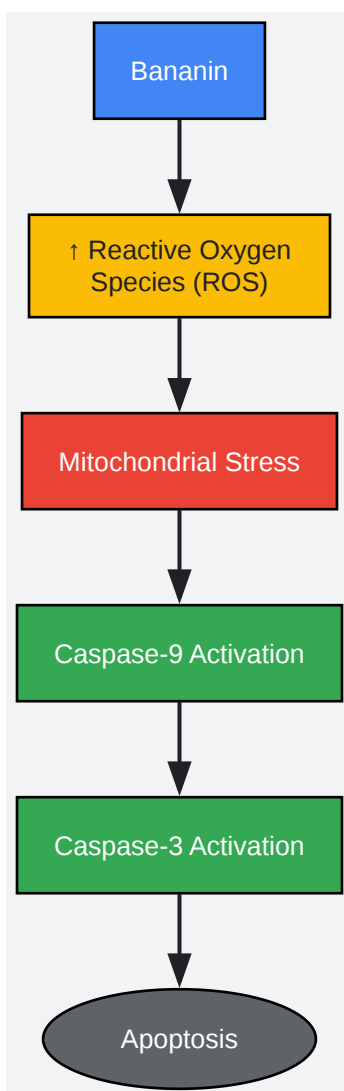 Bananin
↑ Reactive Oxygen
Species (ROS)
Mitochondrial Stress
Caspase-9 Activation
Caspase-3 Activation
Apoptosis